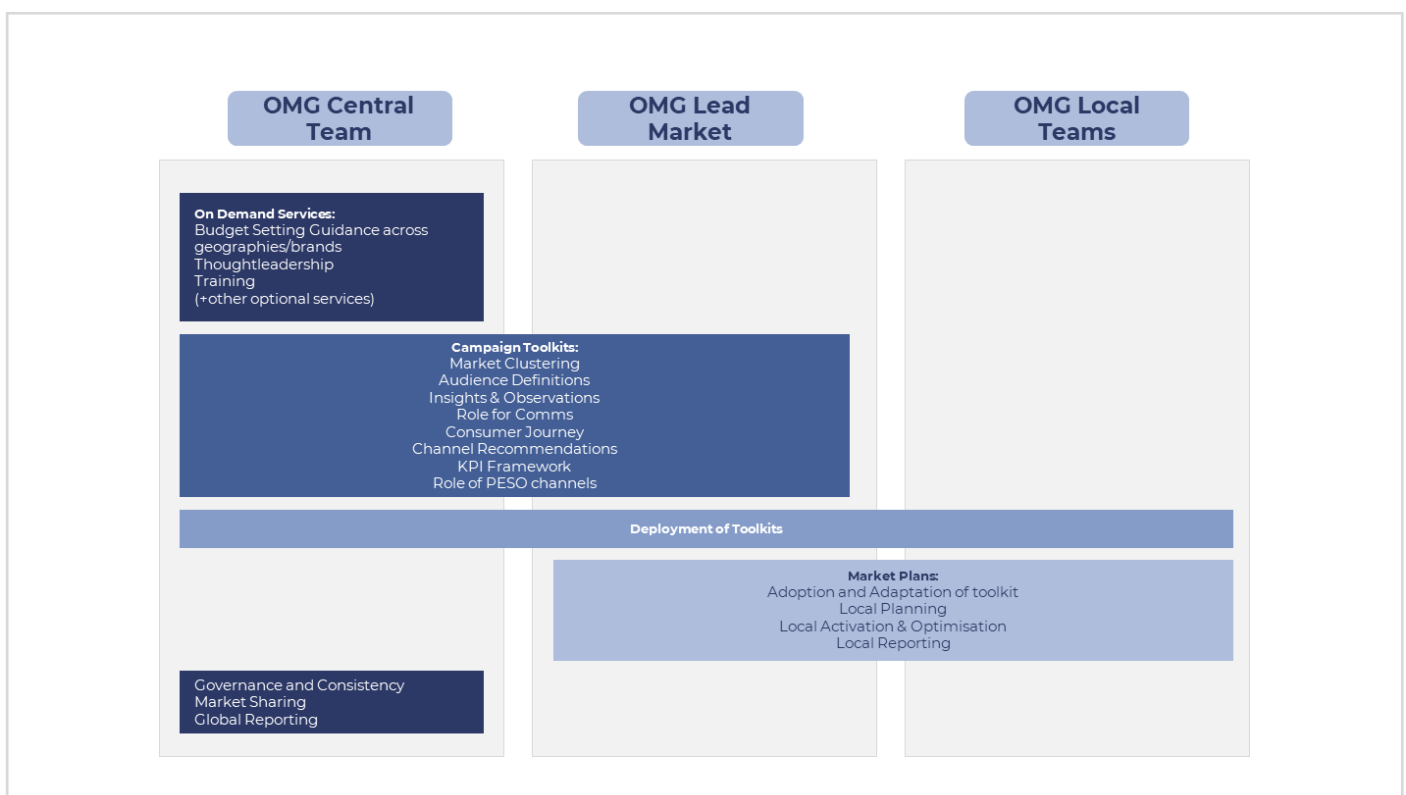 OMG Central
Team
OMG Lead
Market
OMG Local
Teams
On Demand Services:
Budget Setting Guidance across
geographies/brands
Thoughtleadership
Training
(+other optional services)
Campaign Toolkits:
Market Clustering
Audience Definitions
Insights & Observations
Role for Comms
Consumer Journey
Channel Recommendations
KPI Framework
Role of PESO channels
Deployment of Toolkits
Market Plans:
Adoption and Adaptation of toolkit
Local Planning
Local Activation & Optimisation
Local Reporting
Governance and Consistency
Market Sharing
Global Reporting